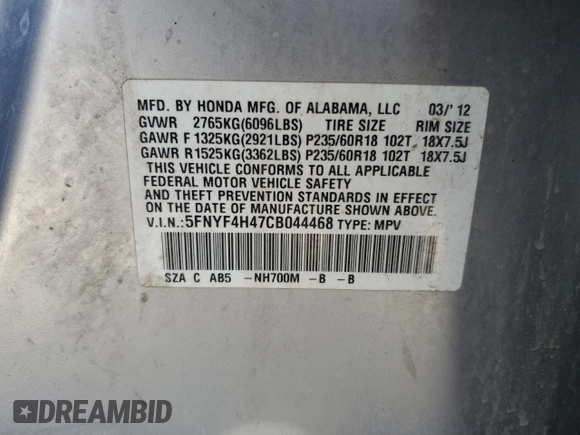 MFD. BY HONDA MFG. OF ALABAMA, LLC 03/'12
GVWR 2765KG(6096LBS) TIRE SIZE RIM SIZE
GAWR F 1325KG(2921LBS) P235/60R18 102T 18X7.5J
GAWR R 1525KG(3362LBS) P235/60R18 102T 18X7.5J
THIS VEHICLE CONFORMS TO ALL APPLICABLE
FEDERAL MOTOR VEHICLE SAFETY
AND THEFT PREVENTION STANDARDS IN EFFECT
ON THE DATE OF MANUFACTURE SHOWN ABOVE.
V.I.N.:5FNYF4H47CB044468 TYPE: MPV
SZA C AB5 -NH700M -B -B
DREAMBID